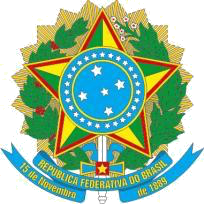 REPÚBLICA FEDERATIVA DO BRASIL
15 de Novembro
de 1889